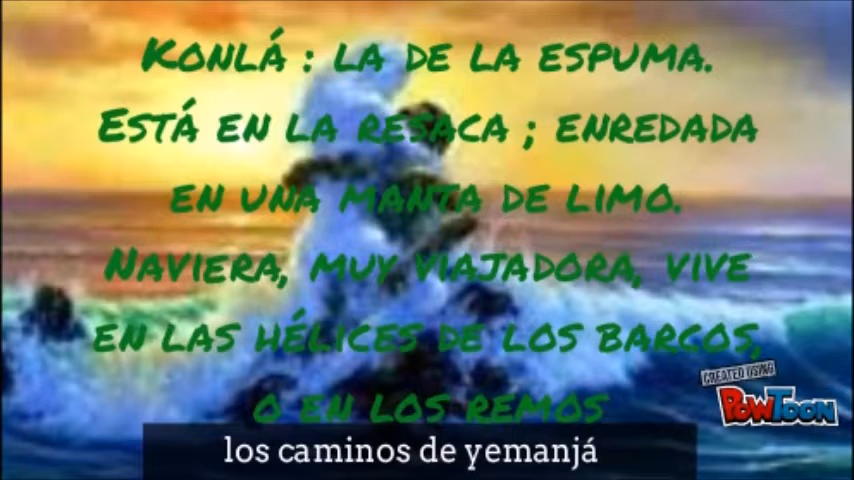 Konlá : la de la espuma.
Está en la resaca ; enredada
en una manta de limo.
Naviera, muy viajadora, vive
en las hélices de los barcos,
o en los remos
CREATED USING
POWTOON
los caminos de yemanjá